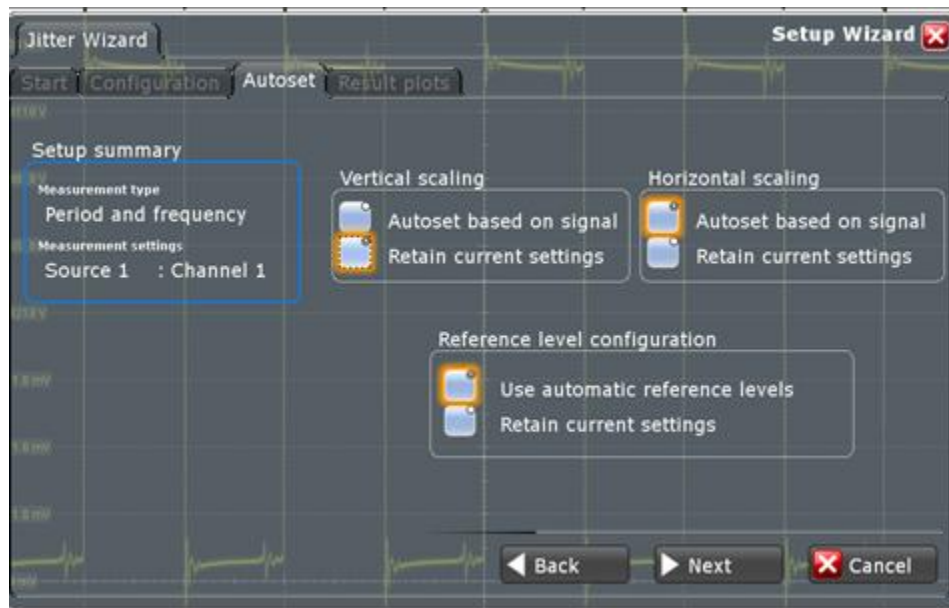 Jitter Wizard
Setup Wizard
Start Configuration Autoset Result plots
Setup summary
Measurement type
Period and frequency
Measurement settings
Source 1 : Channel 1
Vertical scaling
Autoset based on signal
Retain current settings
Horizontal scaling
Autoset based on signal
Retain current settings
Reference level configuration
Use automatic reference levels
Retain current settings
Back
Next
Cancel